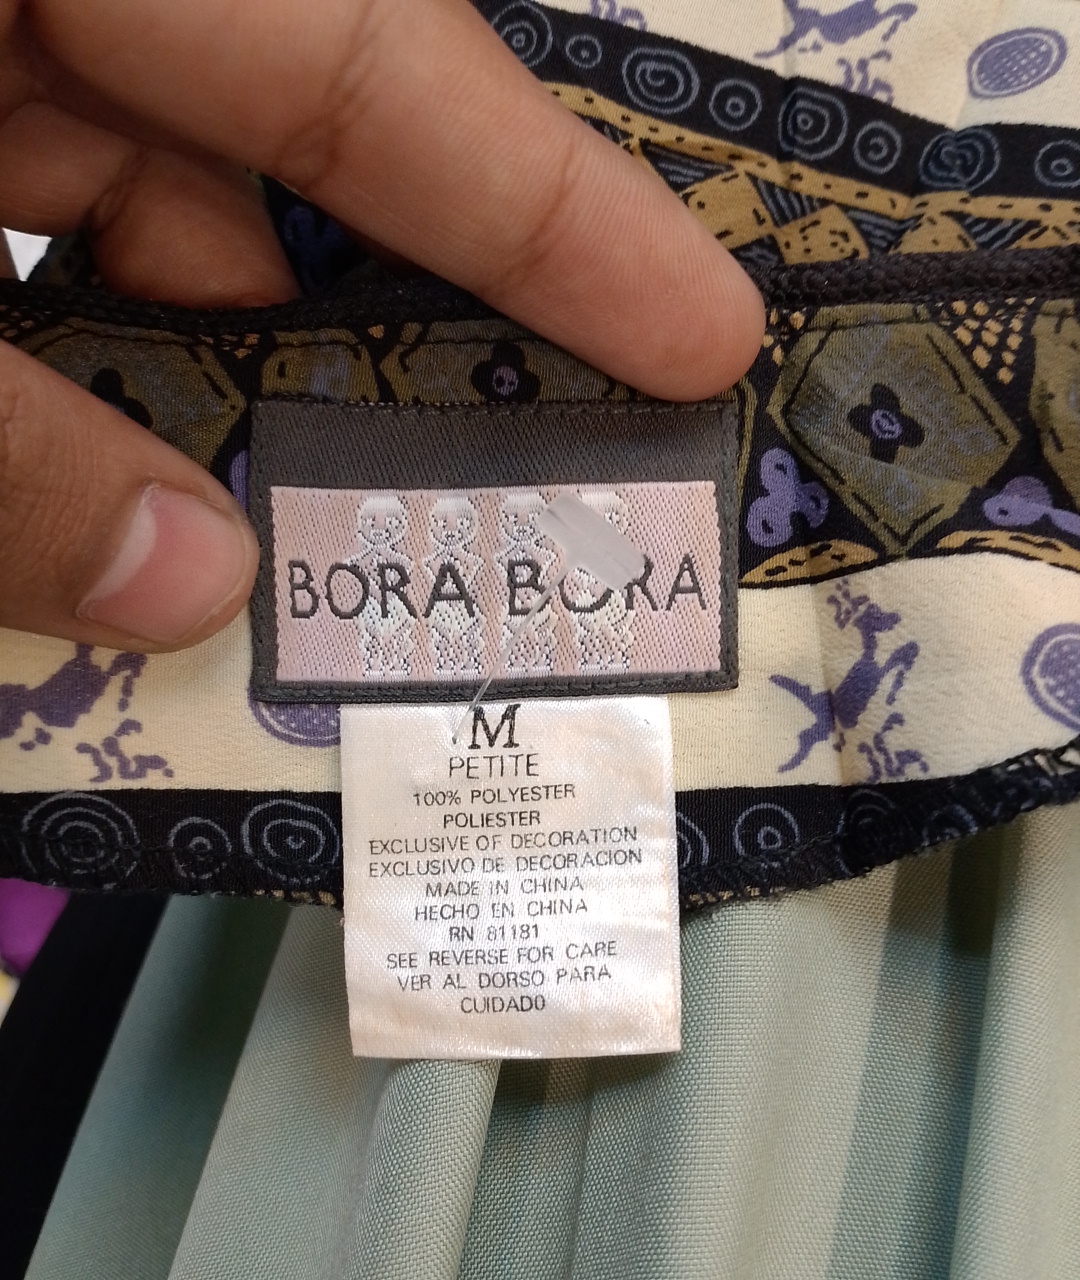 BORA BORA
M
PETITE
100% POLYESTER
POLIESTER
EXCLUSIVE OF DECORATION
EXCLUSIVO DE DECORACION
MADE IN CHINA
HECHO EN CHINA
RN 81181
SEE REVERSE FOR CARE
VER AL DORSO PARA
CUIDADO